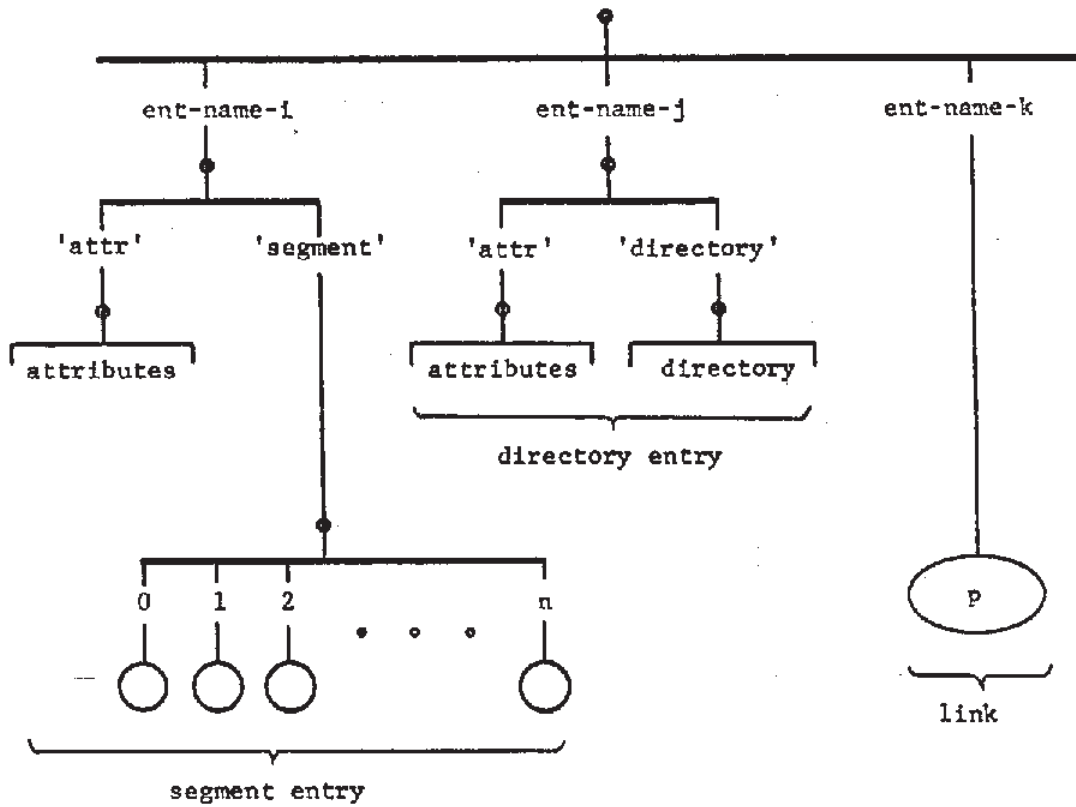 ent-name-i ent-name-j ent-name-k
'attr' 'segment' 'attr' 'directory'
attributes attributes directory
directory entry
0 1 2 n
p
link
segment entry